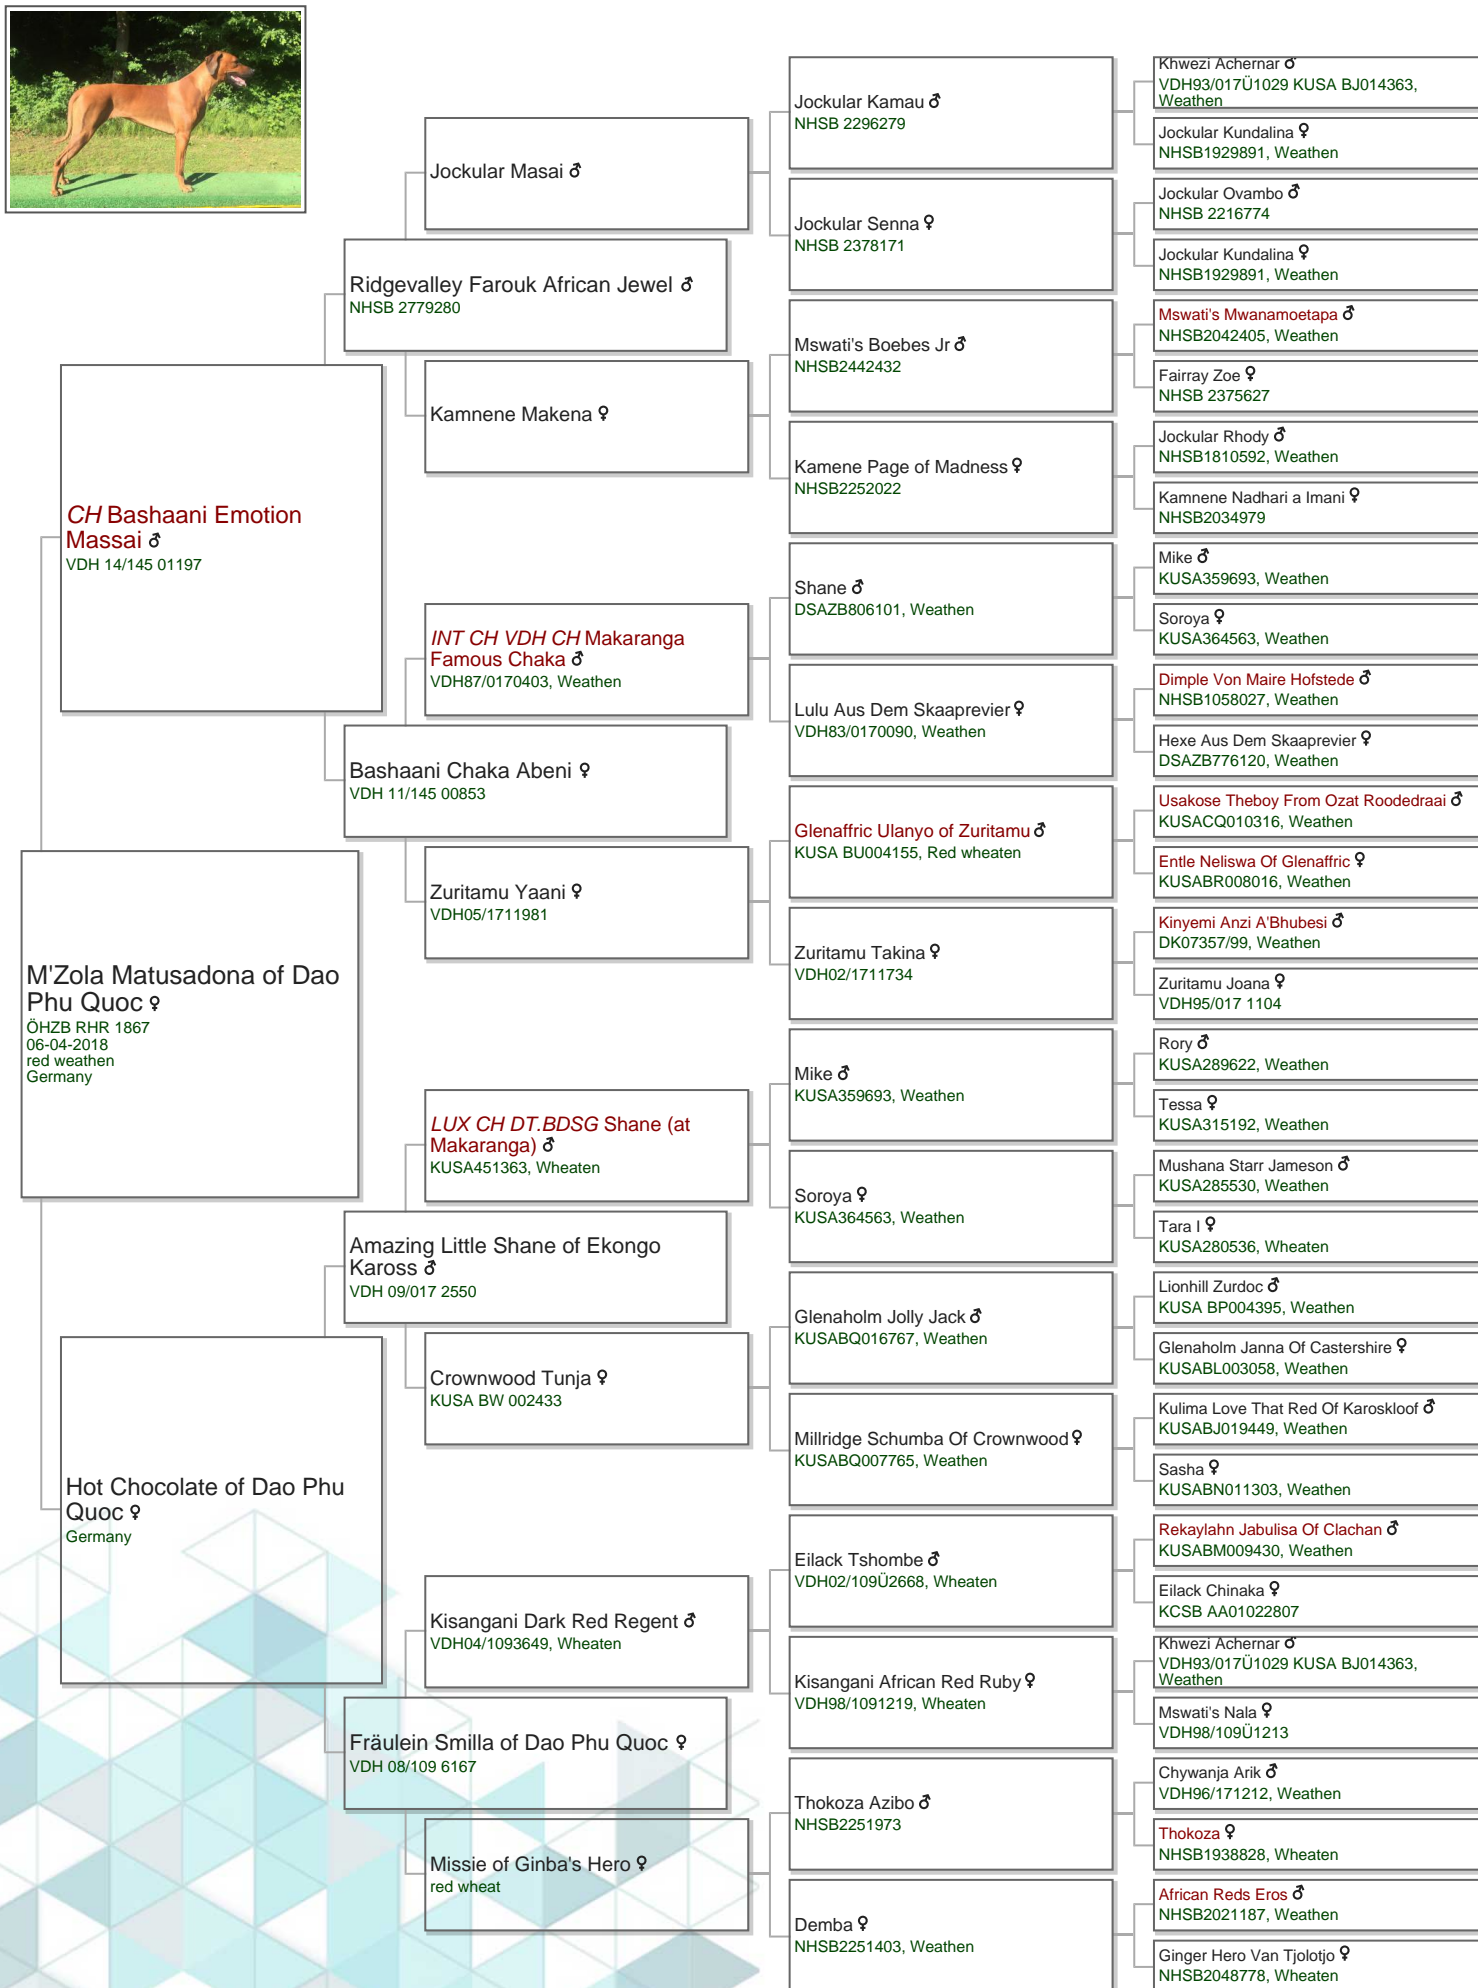 M'Zola Matusadona of Dao
Phu Quoc ♀
ÖHZB RHR 1867
06-04-2018
red weathen
Germany
CH Bashaani Emotion
Massai ♂
VDH 14/145 01197
Hot Chocolate of Dao Phu
Quoc ♀
Germany
Ridgevalley Farouk African Jewel ♂
NHSB 2779280
Bashaani Chaka Abeni ♀
VDH 11/145 00853
Amazing Little Shane of Ekongo
Kaross ♂
VDH 09/017 2550
Fräulein Smilla of Dao Phu Quoc ♀
VDH 08/109 6167
Jockular Masai ♂
Kamnene Makena ♀
INT CH VDH CH Makaranga
Famous Chaka ♂
VDH87/0170403, Weathen
Zuritamu Yaani ♀
VDH05/1711981
LUX CH DT.BDSG Shane (at
Makaranga) ♂
KUSA451363, Wheaten
Crownwood Tunja ♀
KUSA BW 002433
Kisangani Dark Red Regent ♂
VDH04/1093649, Wheaten
Missie of Ginba's Hero ♀
red wheat
Jockular Kamau ♂
NHSB 2296279
Jockular Senna ♀
NHSB 2378171
Mswati's Boebes Jr ♂
NHSB2442432
Kamene Page of Madness ♀
NHSB2252022
Shane ♂
DSAZB806101, Weathen
Lulu Aus Dem Skaaprevier ♀
VDH83/0170090, Weathen
Glenaffric Ulanyo of Zuritamu ♂
KUSA BU004155, Red wheaten
Zuritamu Takina ♀
VDH02/1711734
Mike ♂
KUSA359693, Weathen
Soroya ♀
KUSA364563, Weathen
Glenaholm Jolly Jack ♂
KUSABQ016767, Weathen
Millridge Schumba Of Crownwood ♀
KUSABQ007765, Weathen
Eilack Tshombe ♂
VDH02/109Ü2668, Wheaten
Kisangani African Red Ruby ♀
VDH98/1091219, Wheaten
Thokoza Azibo ♂
NHSB2251973
Demba ♀
NHSB2251403, Weathen
Khwezi Achernar ♂
VDH93/017Ü1029 KUSA BJ014363,
Weathen
Jockular Kundalina ♀
NHSB1929891, Weathen
Jockular Ovambo ♂
NHSB 2216774
Jockular Kundalina ♀
NHSB1929891, Weathen
Mswati's Mwanamoetapa ♂
NHSB2042405, Weathen
Fairray Zoe ♀
NHSB 2375627
Jockular Rhody ♂
NHSB1810592, Weathen
Kamnene Nadhari a Imani ♀
NHSB2034979
Mike ♂
KUSA359693, Weathen
Soroya ♀
KUSA364563, Weathen
Dimple Von Maire Hofstede ♂
NHSB1058027, Weathen
Hexe Aus Dem Skaaprevier ♀
DSAZB776120, Weathen
Usakose Theboy From Ozat Roodedraai ♂
KUSACQ010316, Weathen
Entle Neliswa Of Glenaffric ♀
KUSABR008016, Weathen
Kinyemi Anzi A'Bhubesi ♂
DK07357/99, Weathen
Zuritamu Joana ♀
VDH95/017 1104
Rory ♂
KUSA289622, Weathen
Tessa ♀
KUSA315192, Weathen
Mushana Starr Jameson ♂
KUSA285530, Weathen
Tara I ♀
KUSA280536, Wheaten
Lionhill Zurdoc ♂
KUSA BP004395, Weathen
Glenaholm Janna Of Castershire ♀
KUSABL003058, Weathen
Kulima Love That Red Of Karoskloof ♂
KUSABJ019449, Weathen
Sasha ♀
KUSABN011303, Weathen
Rekaylahn Jabulisa Of Clachan ♂
KUSABM009430, Weathen
Eilack Chinaka ♀
KCSB AA01022807
Khwezi Achernar ♂
VDH93/017Ü1029 KUSA BJ014363,
Weathen
Mswati's Nala ♀
VDH98/109Ü1213
Chywanja Arik ♂
VDH96/171212, Weathen
Thokoza ♀
NHSB1938828, Wheaten
African Reds Eros ♂
NHSB2021187, Weathen
Ginger Hero Van Tjolotjo ♀
NHSB2048778, Wheaten